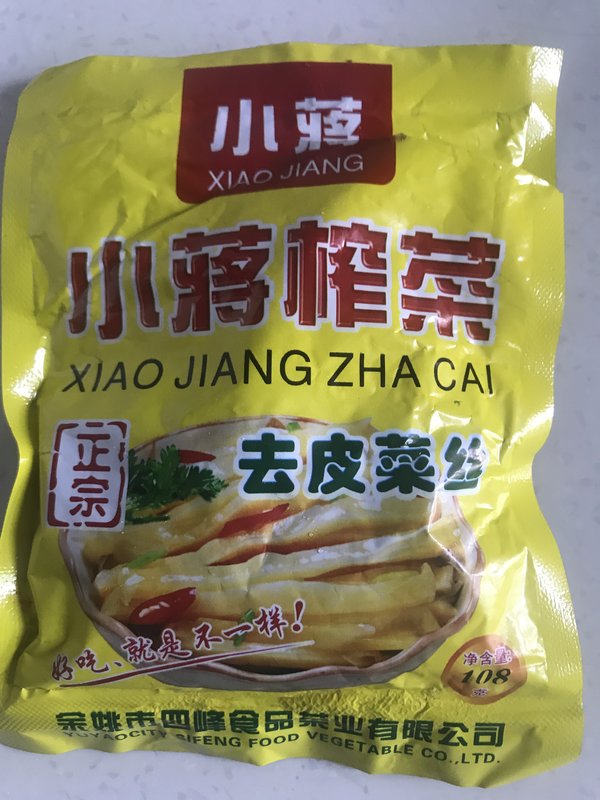 小蒋
XIAO JIANG
小蒋榨菜
XIAO JIANG ZHA CAI
正宗
去皮菜丝
好吃、就是不一样!
净含量:
108
克
余姚市四峰食品菜业有限公司
YUYAOCITY SIFENG FOOD VEGETABLE CO.,LTD.